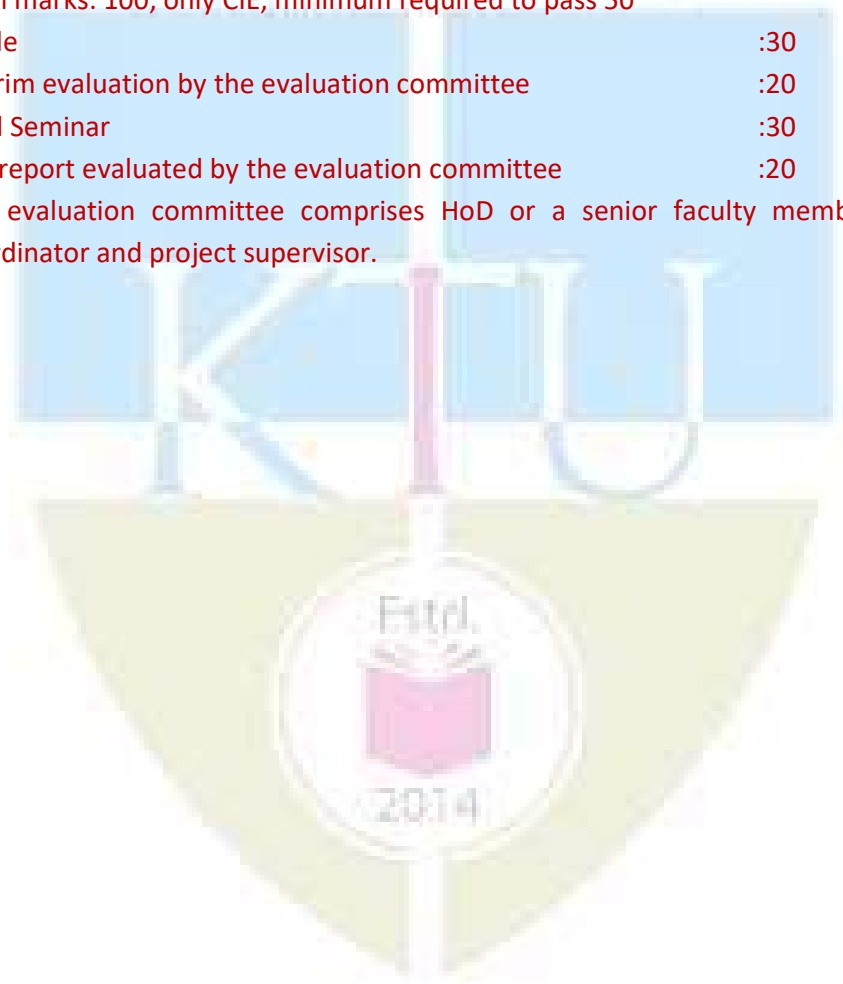 marks: 100, only CIE, minimum required to pass 50
le :30
rim evaluation by the evaluation committee :20
l Seminar :30
report evaluated by the evaluation committee :20
evaluation committee comprises HoD or a senior faculty memb
rdinator and project supervisor.
KTU
Estd.
2014